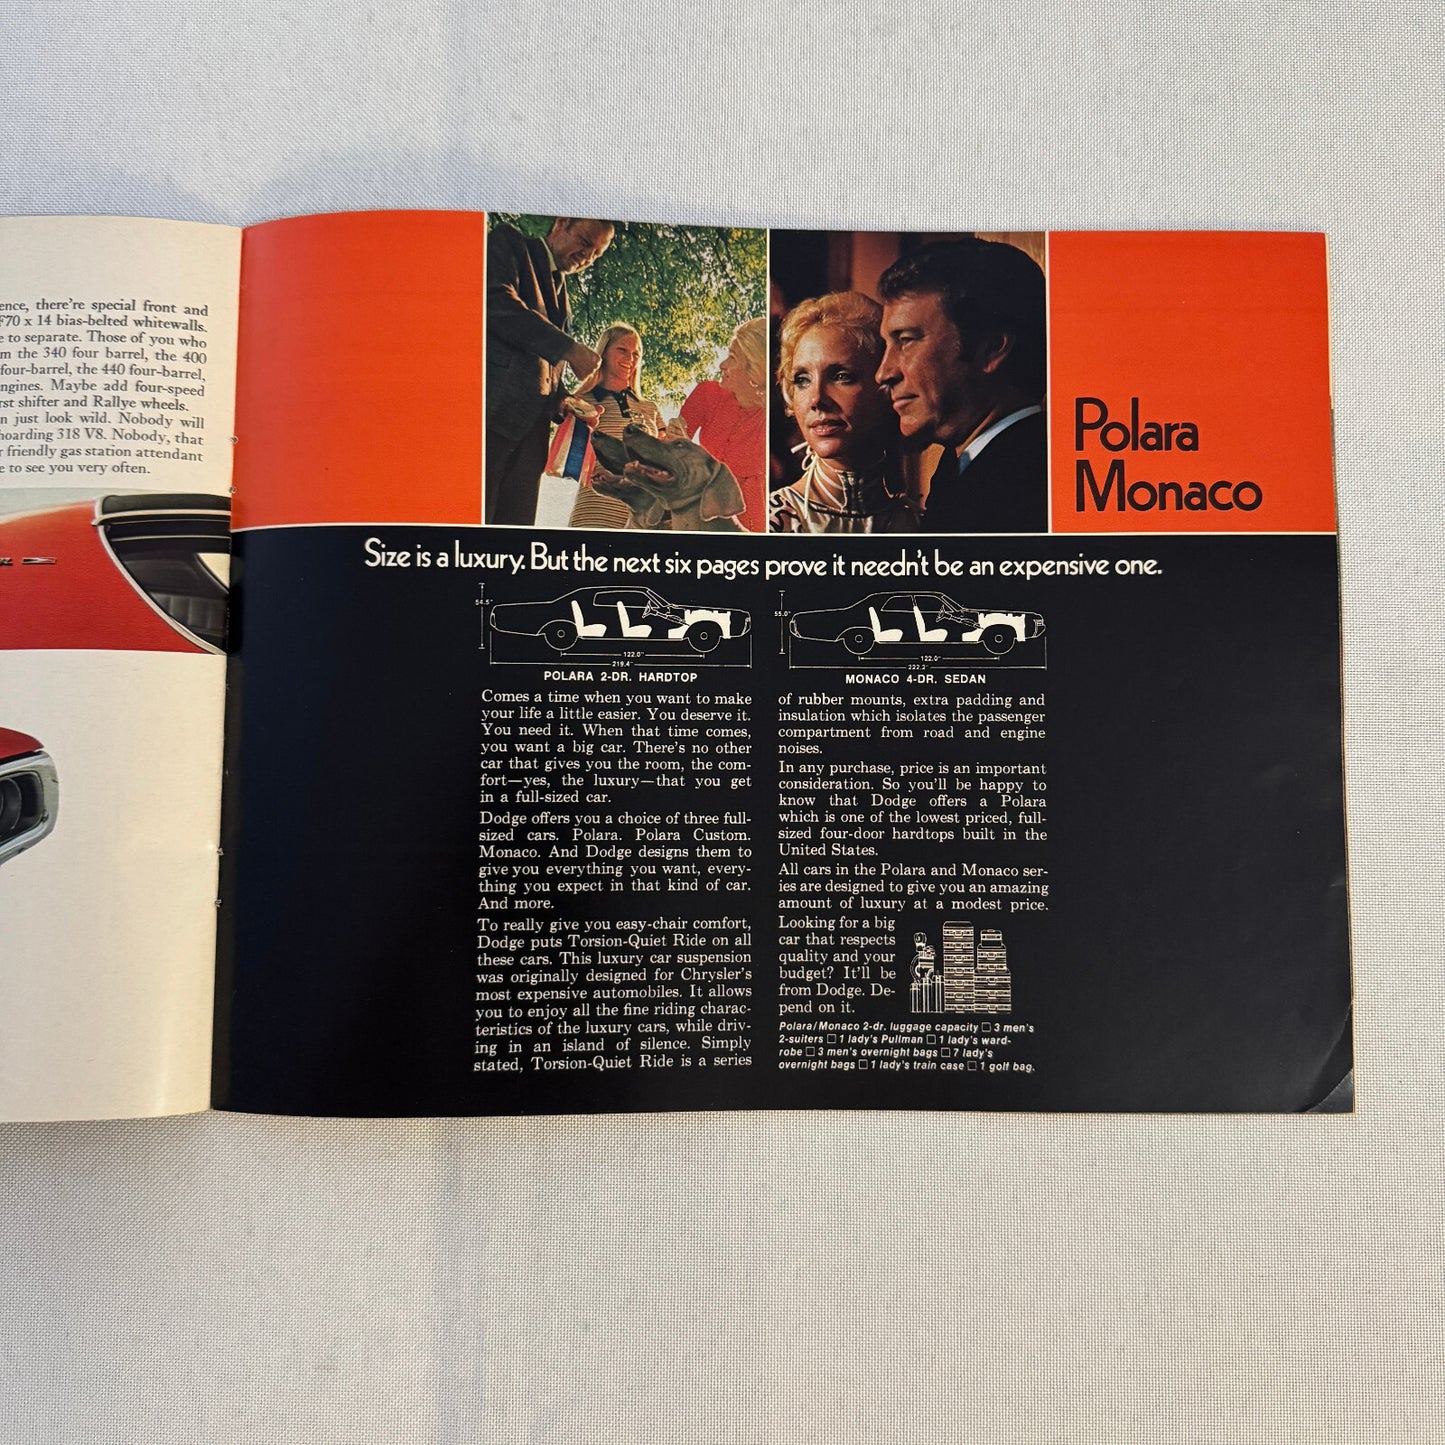 ence, there're special front and
F70 x 14 bias-belted whitewalls.
e to separate. Those of you who
m the 340 four barrel, the 400
four-barrel, the 440 four-barrel,
ngines. Maybe add four-speed
rst shifter and Rallye wheels.
n just look wild. Nobody will
hoarding 318 V8. Nobody, that
r friendly gas station attendant
e to see you very often.
Polara
Monaco
Size is a luxury. But the next six pages prove it needn't be an expensive one.
54.5"
122.0"
219.4"
POLARA 2-DR. HARDTOP
55.0"
122.0"
222.2"
MONACO 4-DR. SEDAN
Comes a time when you want to make
your life a little easier. You deserve it.
You need it. When that time comes,
you want a big car. There's no other
car that gives you the room, the com-
fort—yes, the luxury—that you get
in a full-sized car.
Dodge offers you a choice of three full-
sized cars. Polara. Polara Custom.
Monaco. And Dodge designs them to
give you everything you want, every-
thing you expect in that kind of car.
And more.
To really give you easy-chair comfort,
Dodge puts Torsion-Quiet Ride on all
these cars. This luxury car suspension
was originally designed for Chrysler's
most expensive automobiles. It allows
you to enjoy all the fine riding charac-
teristics of the luxury cars, while driv-
ing in an island of silence. Simply
stated, Torsion-Quiet Ride is a series
of rubber mounts, extra padding and
insulation which isolates the passenger
compartment from road and engine
noises.
In any purchase, price is an important
consideration. So you'll be happy to
know that Dodge offers a Polara
which is one of the lowest priced, full-
sized four-door hardtops built in the
United States.
All cars in the Polara and Monaco ser-
ies are designed to give you an amazing
amount of luxury at a modest price.
Looking for a big
car that respects
quality and your
budget? It'll be
from Dodge. De-
pend on it.
Polara/Monaco 2-dr. luggage capacity □ 3 men's
2-suiters □ 1 lady's Pullman □ 1 lady's ward-
robe □ 3 men's overnight bags □ 7 lady's
overnight bags □ 1 lady's train case □ 1 golf bag.